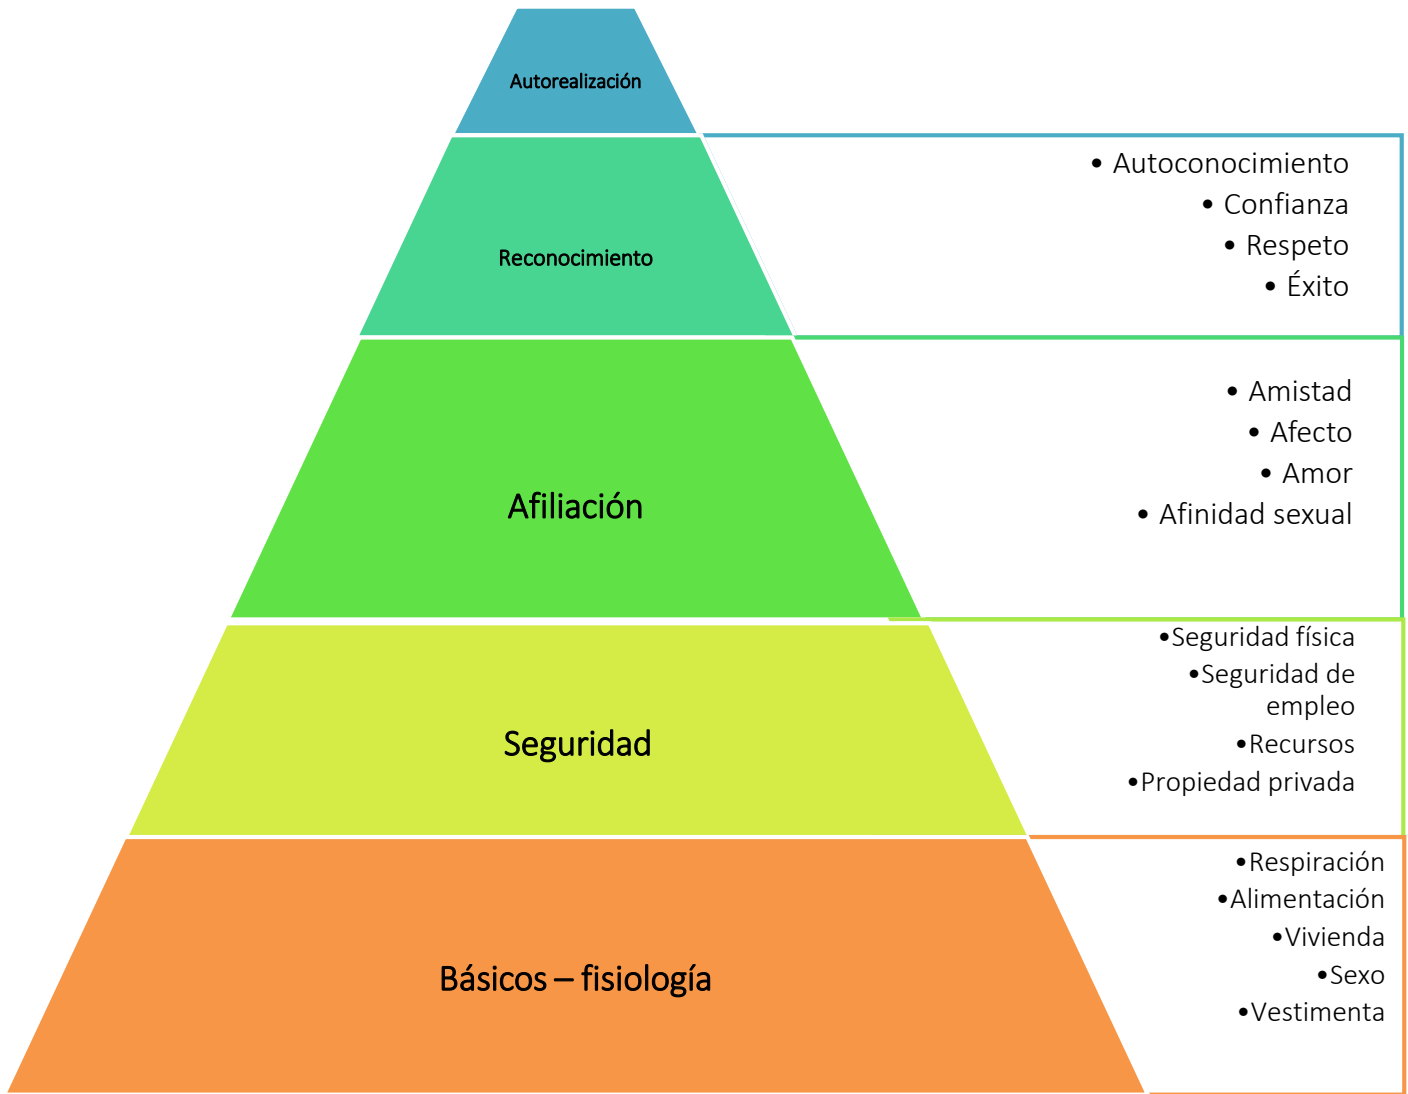 Autorealización
Reconocimiento
• Autoconocimiento
• Confianza
• Respeto
• Éxito
Afiliación
• Amistad
• Afecto
• Amor
• Afinidad sexual
Seguridad
•Seguridad física
•Seguridad de
empleo
•Recursos
•Propiedad privada
Básicos – fisiología
•Respiración
•Alimentación
•Vivienda
•Sexo
•Vestimenta